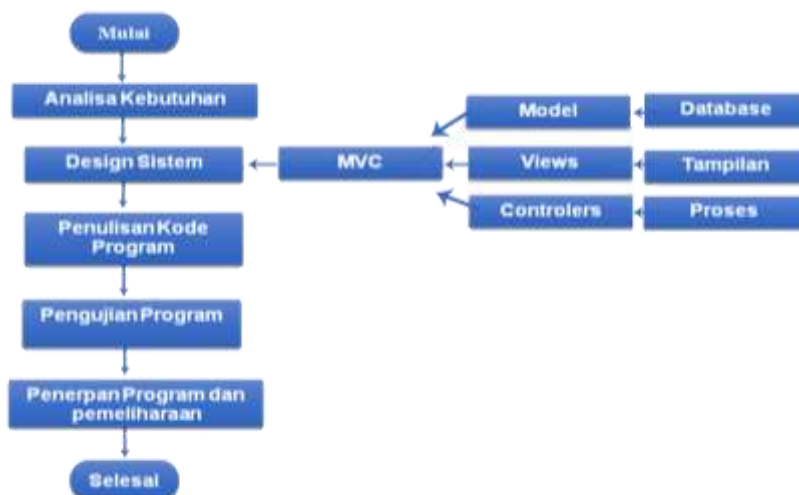 Mulai
Analisa Kebutuhan
Design Sistem
Penulisan Kode
Program
Pengujian Program
Penerpan Program dan
pemeliharaan
Selesai
MVC
Model
Views
Controlers
Database
Tampilan
Proses